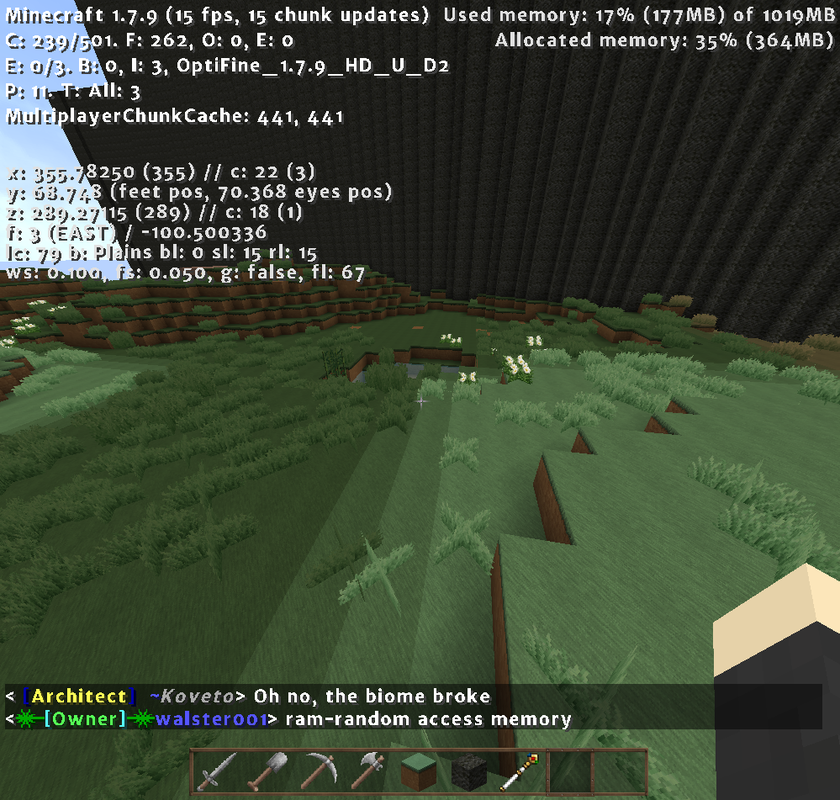 Minecraft 1.7.9 (15 fps, 15 chunk updates) Used memory: 17% (177MB) of 1019MB
C: 239/501. F: 262, O: 0, E: 0 Allocated memory: 35% (364MB)
E: 0/3. B: 0, I: 3, OptiFine_1.7.9_HD_U_D2
P: 11. T: All: 3
MultiplayerChunkCache: 441, 441
x: 355.78250 (355) // c: 22 (3)
y: 68.748 (feet pos, 70.368 eyes pos)
z: 289.27115 (289) // c: 18 (1)
f: 3 (EAST) / -100.500336
lc: 79 b: Plains bl: 0 sl: 15 rl: 15
ws: 0.100, fs: 0.050, g: false, fl: 67
< [Architect] ~Koveto> Oh no, the biome broke
<✳[Owner]✳walster001> ram-random access memory